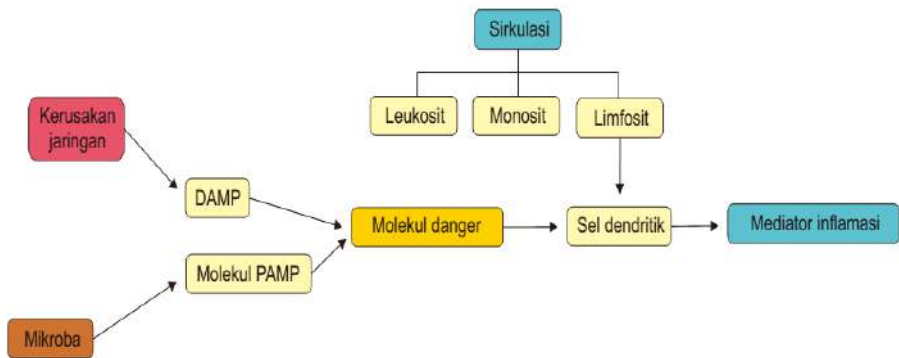 Sirkulasi
Leukosit
Monosit
Limfosit
Kerusakan
jaringan
DAMP
Molekul danger
Sel dendritik
Mediator inflamasi
Molekul PAMP
Mikroba